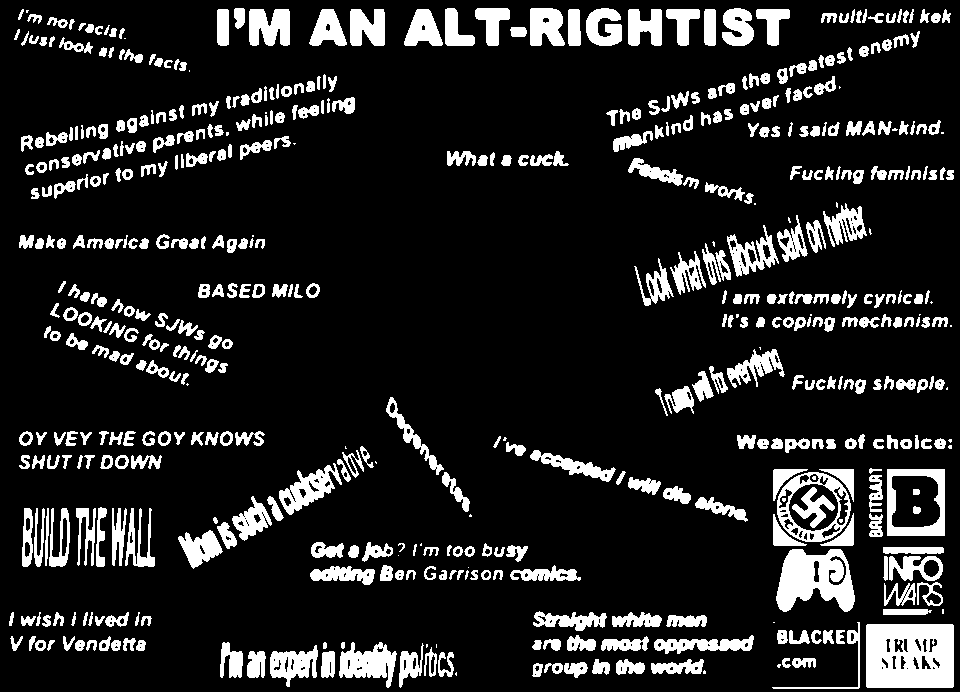 I'm not racist.
I just look at the facts.
I'M AN ALT-RIGHTIST
multi-culti kek
Rebelling against my traditionally
conservative parents, while feeling
superior to my liberal peers.
The SJWs are the greatest enemy
mankind has ever faced.
Yes i said MAN-kind.
What a cuck.
Fascism works.
Fucking feminists
Make America Great Again
Look what this libcuck said on twitter.
BASED MILO
I hate how SJWs go
LOOKING for things
to be mad about.
I am extremely cynical.
It's a coping mechanism.
Trump will fix everything
Fucking sheeple.
Degenerates.
OY VEY THE GOY KNOWS
SHUT IT DOWN
Mom is such a cuckservative.
I've accepted I will die alone.
Weapons of choice:
POLITICALLY INCORRECT NOW
BREITBART
B
BUILD THE WALL
Get a job? I'm too busy
editing Ben Garrison comics.
INFO
WARS
I wish I lived in
V for Vendetta
I'm an expert in identity politics.
Straight white men
are the most oppressed
group in the world.
BLACKED
.com
TRUMP
STEAKS